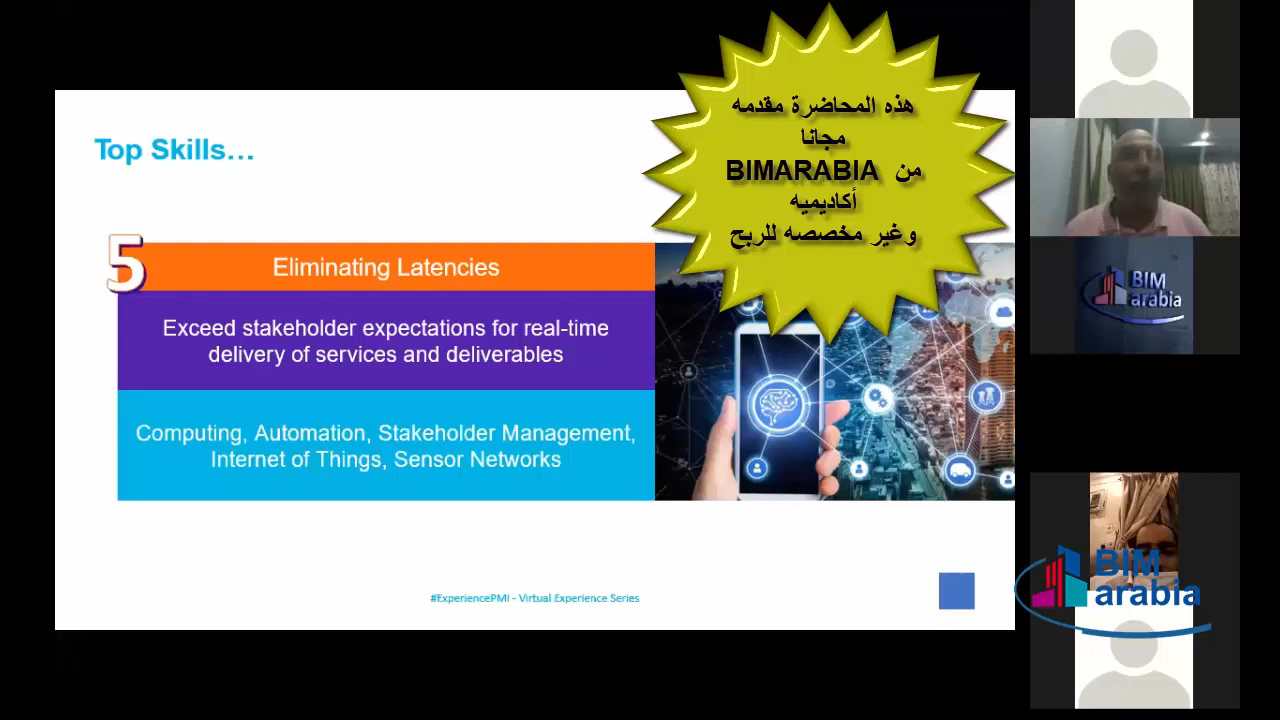 هذه المحاضرة مقدمه
مجانا
من BIMARABIA
أكاديميه
وغير مخصصه للربح
Top Skills...
5
Eliminating Latencies
Exceed stakeholder expectations for real-time
delivery of services and deliverables
Computing, Automation, Stakeholder Management,
Internet of Things, Sensor Networks
#ExperiencePMI - Virtual Experience Series
BIM
arabia
BIM
arabia